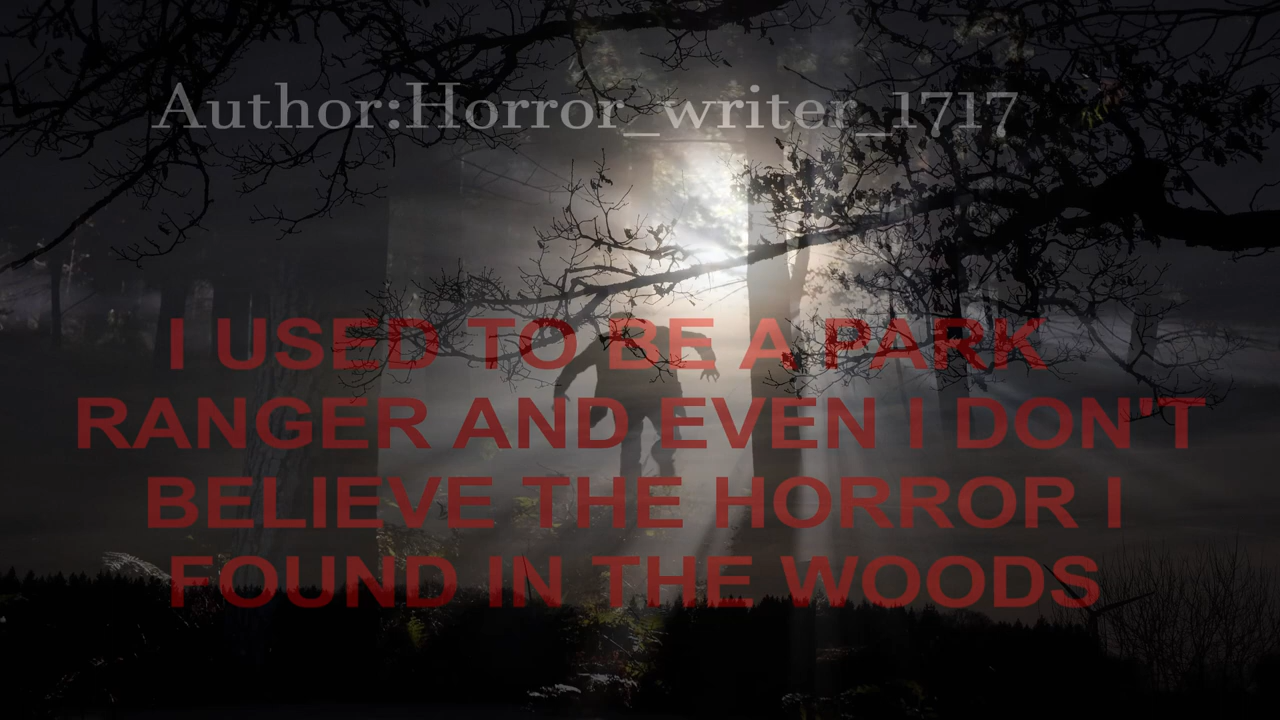 Author:Horror_writer_1717
I USED TO BE A PARK
RANGER AND EVEN I DON'T
BELIEVE THE HORROR I
FOUND IN THE WOODS